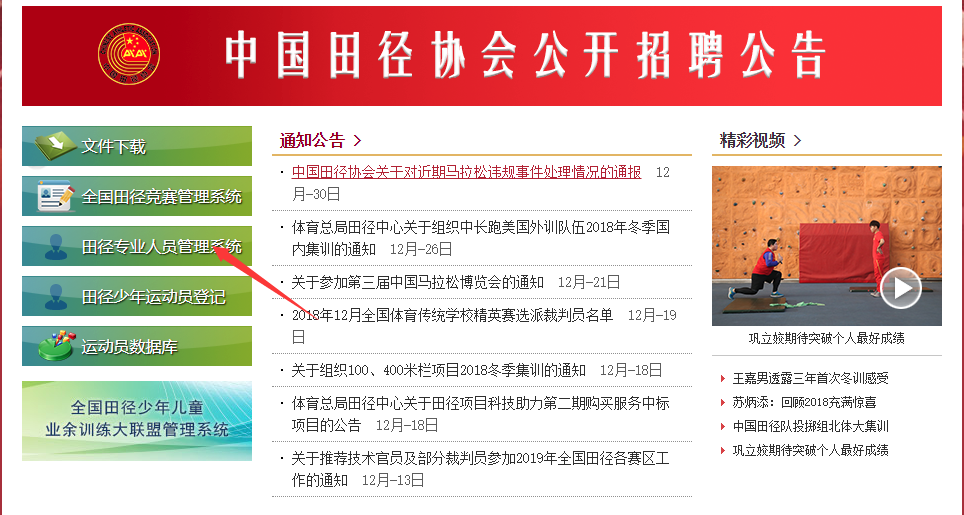 中国田径协会公开招聘公告
文件下载
全国田径竞赛管理系统
田径专业人员管理系统
田径少年运动员登记
运动员数据库
全国田径少年儿童
业余训练大联盟管理系统
通知公告
中国田径协会关于对近期马拉松违规事件处理情况的通报 12
月-30日
体育总局田径中心关于组织中长跑美国外训队伍2018年冬季国
内集训的通知 12月-26日
关于参加第三届中国马拉松博览会的通知 12月-21日
2018年12月全国体育传统学校精英赛选派裁判员名单 12月-19
日
关于组织100、400米栏项目2018冬季集训的通知 12月-18日
体育总局田径中心关于田径项目科技助力第二期购买服务中标
项目的公告 12月-18日
关于推荐技术官员及部分裁判员参加2019年全国田径各赛区工
作的通知 12月-13日
精彩视频
巩立姣期待突破个人最好成绩
王嘉男透露三年首次冬训感受
苏炳添：回顾2018充满惊喜
中国田径队投掷组北体大集训
巩立姣期待突破个人最好成绩